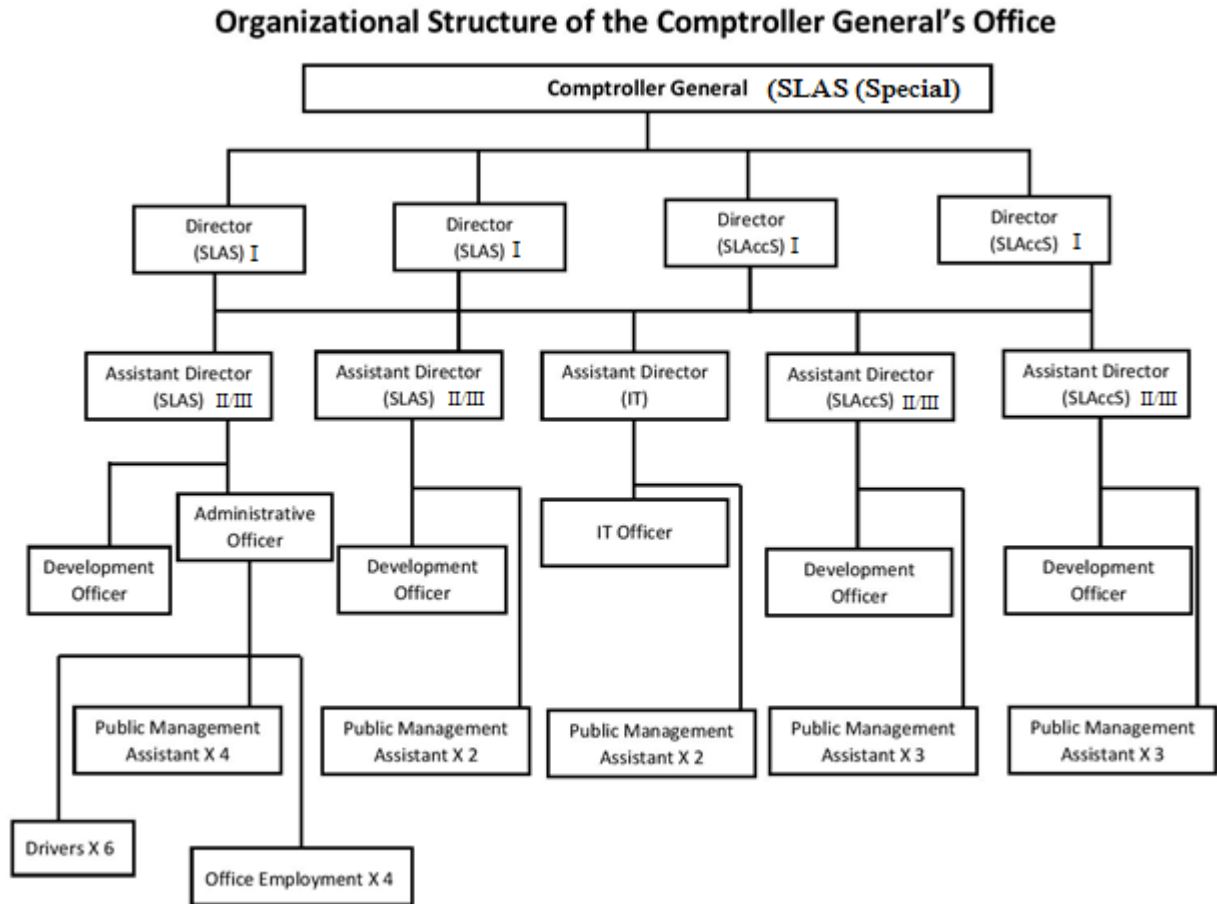 Organizational Structure of the Comptroller General's Office
Comptroller General (SLAS (Special)
Director
(SLAS) I
Director
(SLAS) I
Director
(SLAccS) I
Director
(SLAccS) I
Assistant Director
(SLAS) II/III
Assistant Director
(SLAS) II/III
Assistant Director
(IT)
Assistant Director
(SLAccS) II/III
Assistant Director
(SLAccS) II/III
Administrative
Officer
IT Officer
Development
Officer
Development
Officer
Development
Officer
Development
Officer
Public Management
Assistant X 4
Public Management
Assistant X 2
Public Management
Assistant X 2
Public Management
Assistant X 3
Public Management
Assistant X 3
Drivers X 6
Office Employment X 4